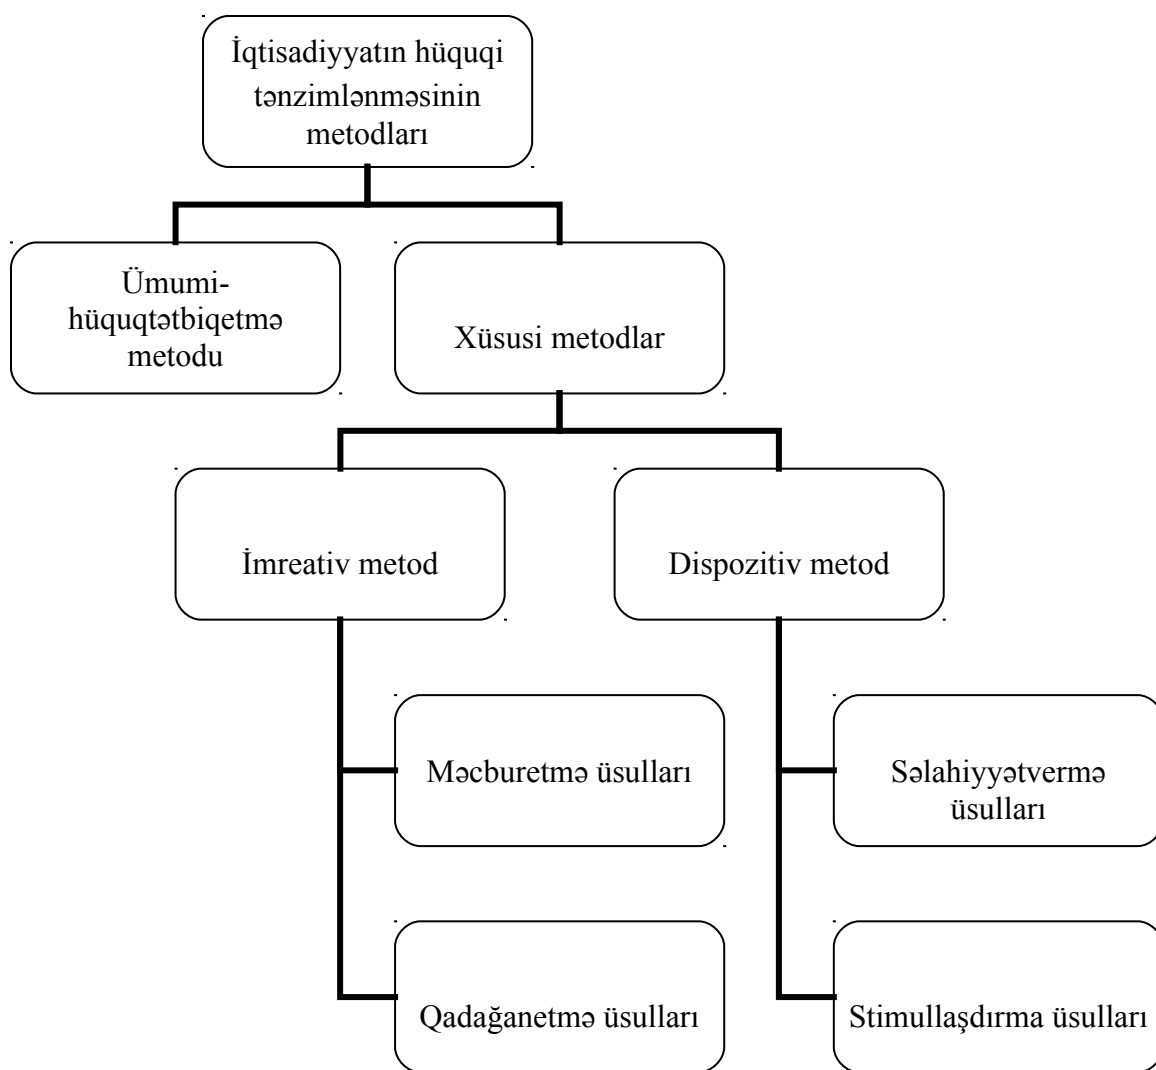 İqtisadiyyatın hüquqi
tənzimlənməsinin
metodları
Ümumi-
hüquqtətbiqetmə
metodu
Xüsusi metodlar
İmreativ metod
Dispozitiv metod
Məcburetmə üsulları
Səlahiyyətvermə
üsulları
Qadağanetmə üsulları
Stimullaşdırma üsulları